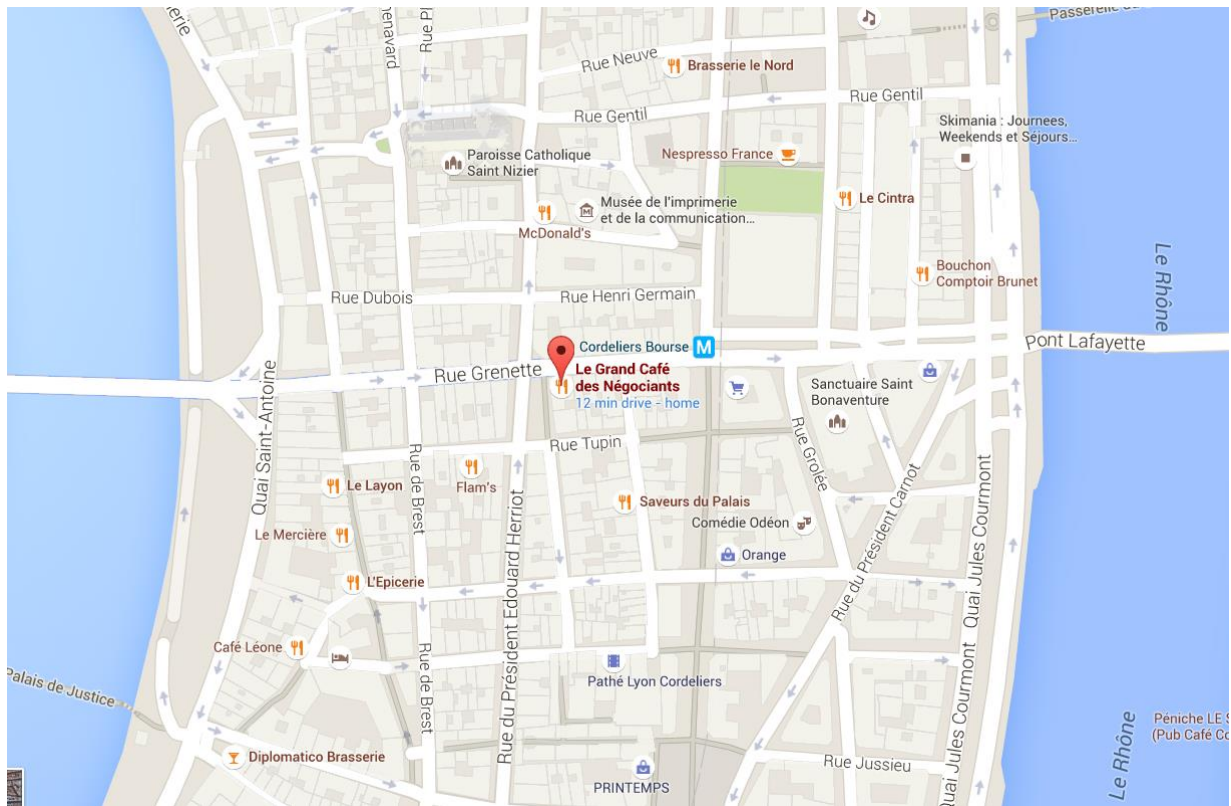 Passerelle du
Rue Neuve
Brasserie le Nord
Rue Gentil
Rue Gentil
Skimania : Journees,
Weekends et Séjours...
Paroisse Catholique
Saint Nizier
Nespresso France
Le Cintra
Musée de l'imprimerie
et de la communication...
McDonald's
Le Rhône
Bouchon
Comptoir Brunet
Rue Dubois
Rue Henri Germain
Cordeliers Bourse M
Pont Lafayette
Rue Grenette
Le Grand Café
des Négociants
12 min drive - home
Sanctuaire Saint
Bonaventure
Quai Saint-Antoine
Rue Tupin
Rue Grolée
Rue de Brest
Le Layon
Flam's
Saveurs du Palais
Comédie Odéon
Le Mercière
Orange
Rue du Président Edouard Herriot
Rue du Président Carnot
Quai Jules Courmont
Quai Jules Courmont
L'Epicerie
Café Léone
Rue de Brest
Pathé Lyon Cordeliers
Palais de Justice
Le Rhône
Péniche LE
(Pub Café
Diplomatico Brasserie
Rue Jussieu
PRINTEMPS